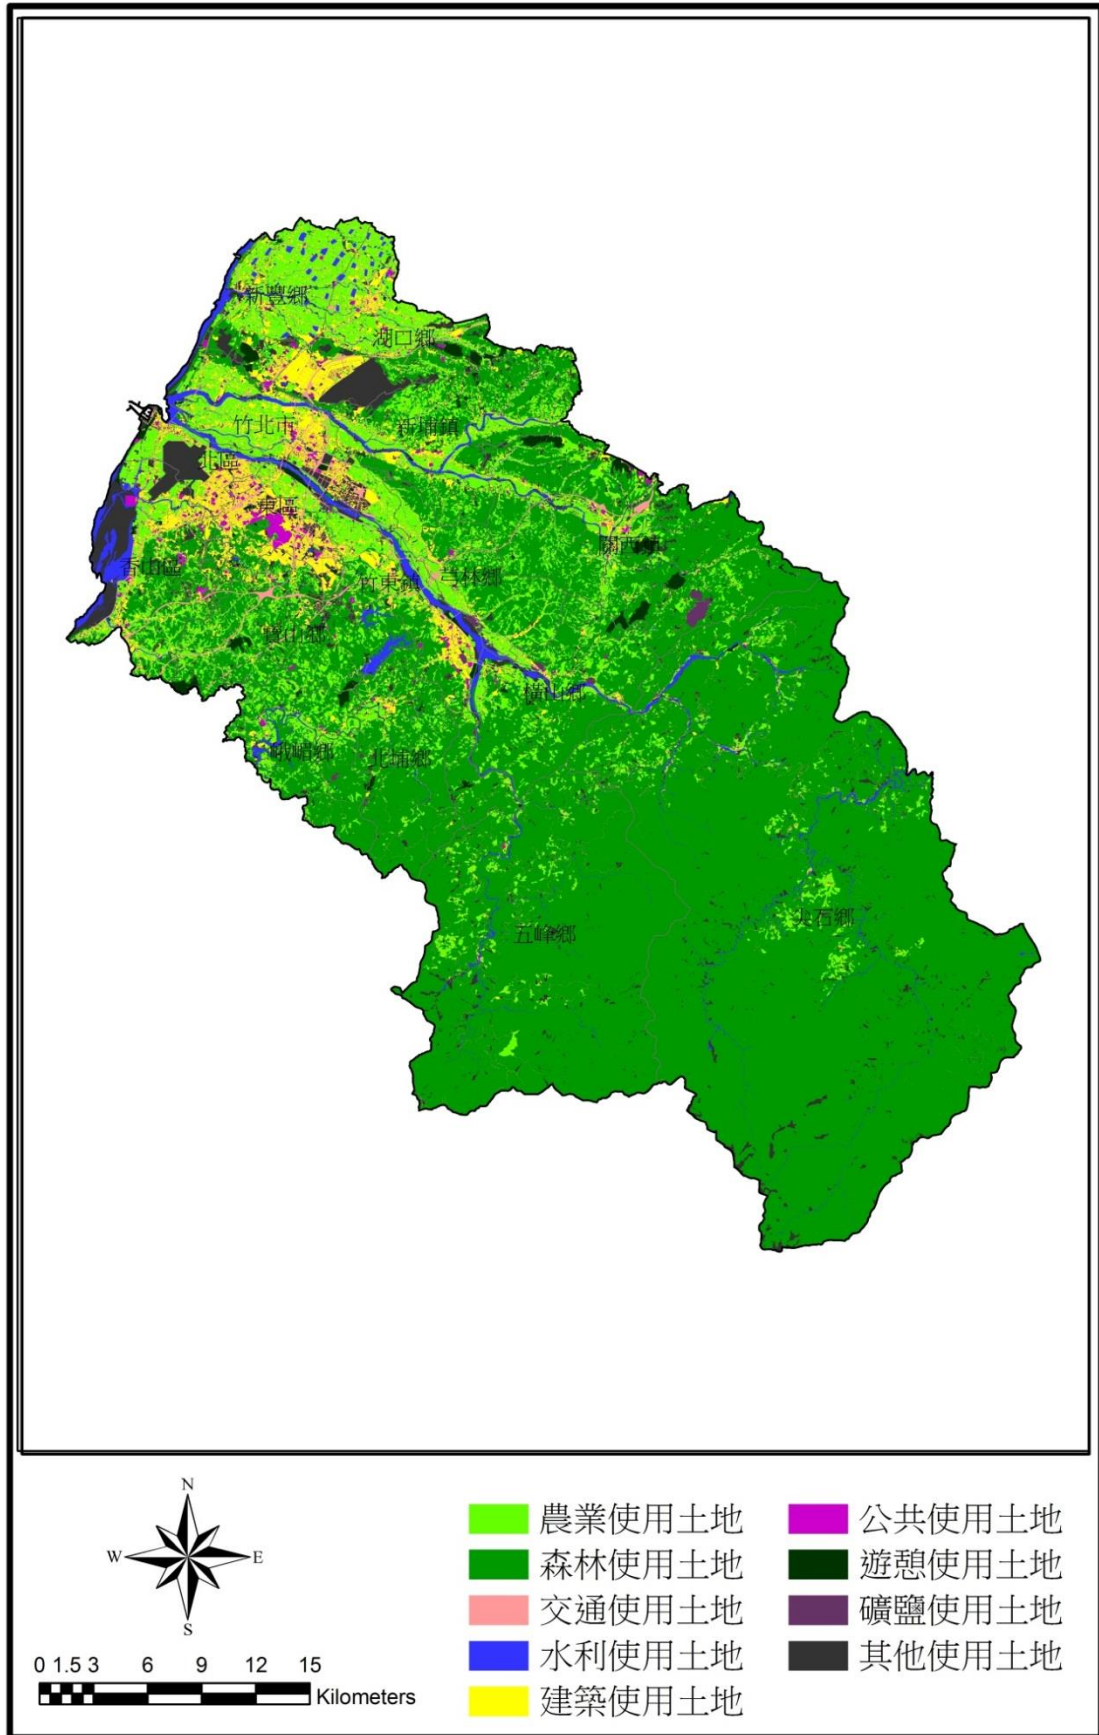 新豐鄉
湖口鄉
竹北市
新埔鎮
北區
東區
關西鎮
香山區
竹東鎮
芎林鄉
寶山鄉
橫山鄉
峨嵋鄉
北埔鄉
尖石鄉
五峰鄉
N
W E
S
0 1.5 3 6 9 12 15
Kilometers
農業使用土地
森林使用土地
交通使用土地
水利使用土地
建築使用土地
公共使用土地
遊憩使用土地
礦鹽使用土地
其他使用土地